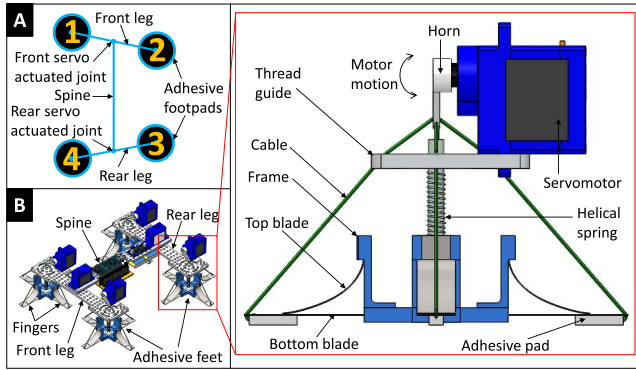 A
Front leg
1
2
Front servo
actuated joint
Spine
Adhesive
footpads
Rear servo
actuated joint
3
4
Rear leg
B
Spine
Rear leg
Fingers
Front leg
Adhesive feet
Horn
Motor
motion
Thread
guide
Cable
Frame
Servomotor
Top blade
Helical
spring
Bottom blade
Adhesive pad